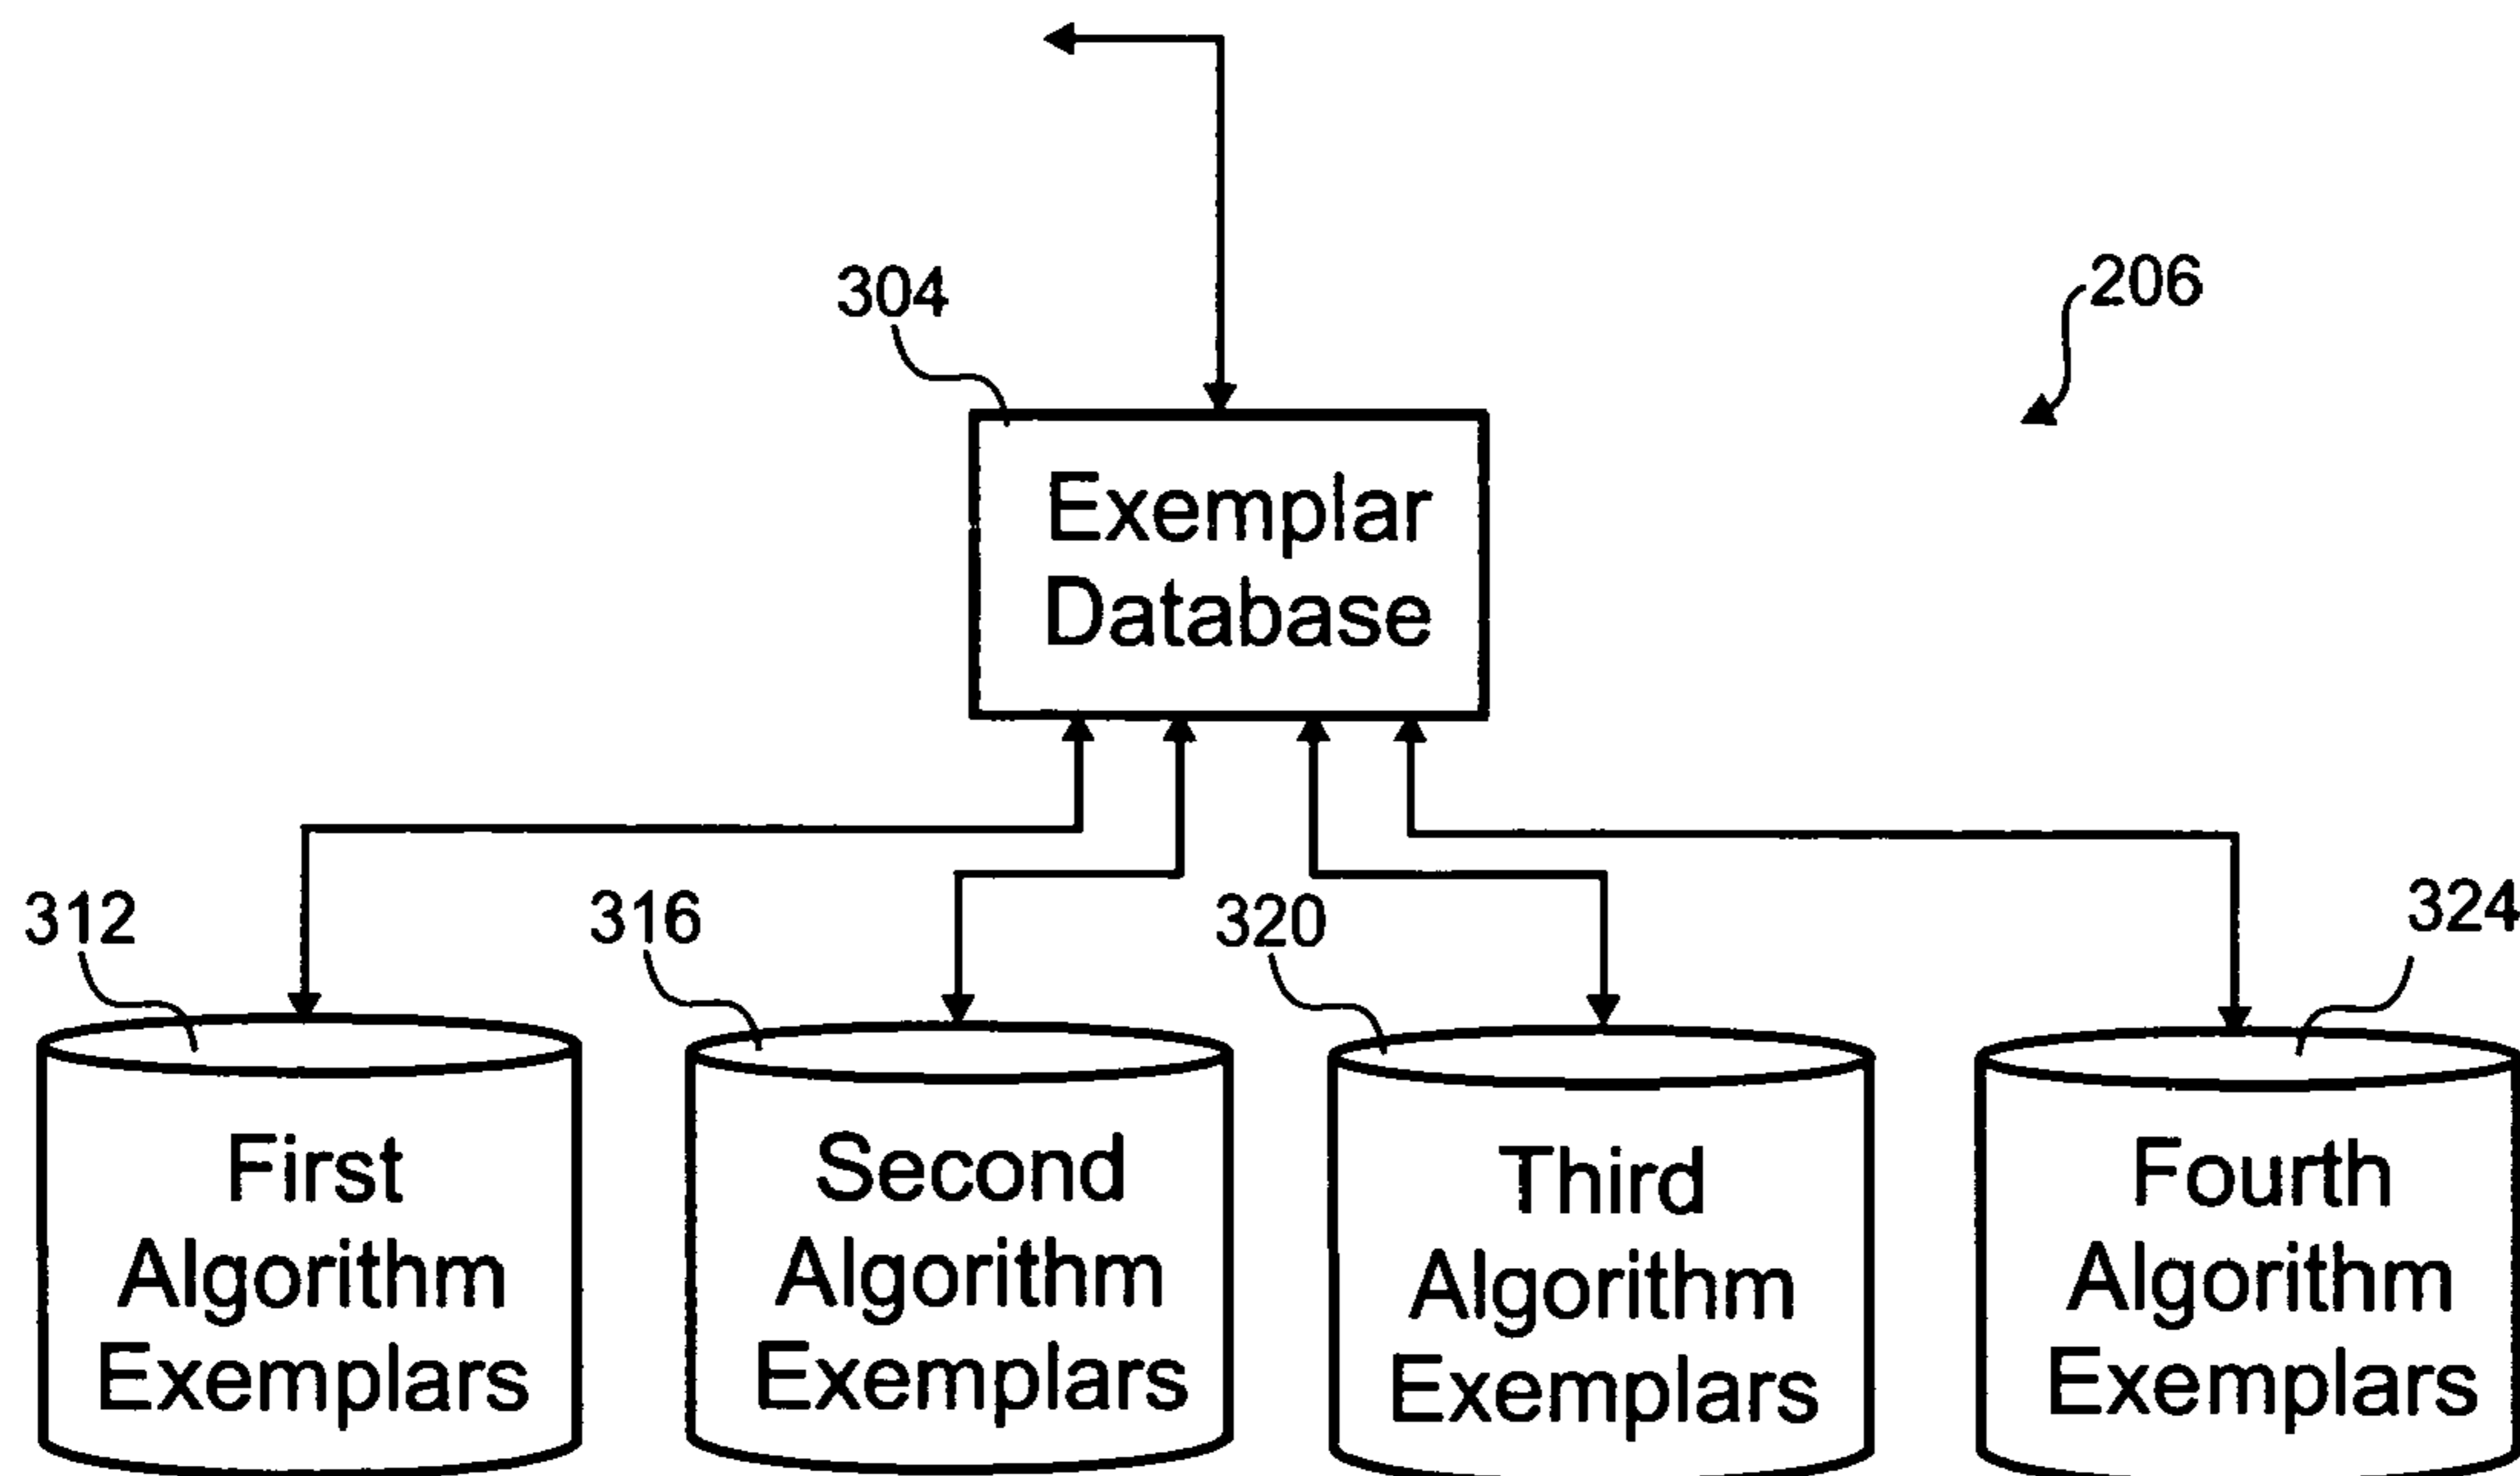 304
206
Exemplar
Database
312
316
320
324
First
Algorithm
Exemplars
Second
Algorithm
Exemplars
Third
Algorithm
Exemplars
Fourth
Algorithm
Exemplars